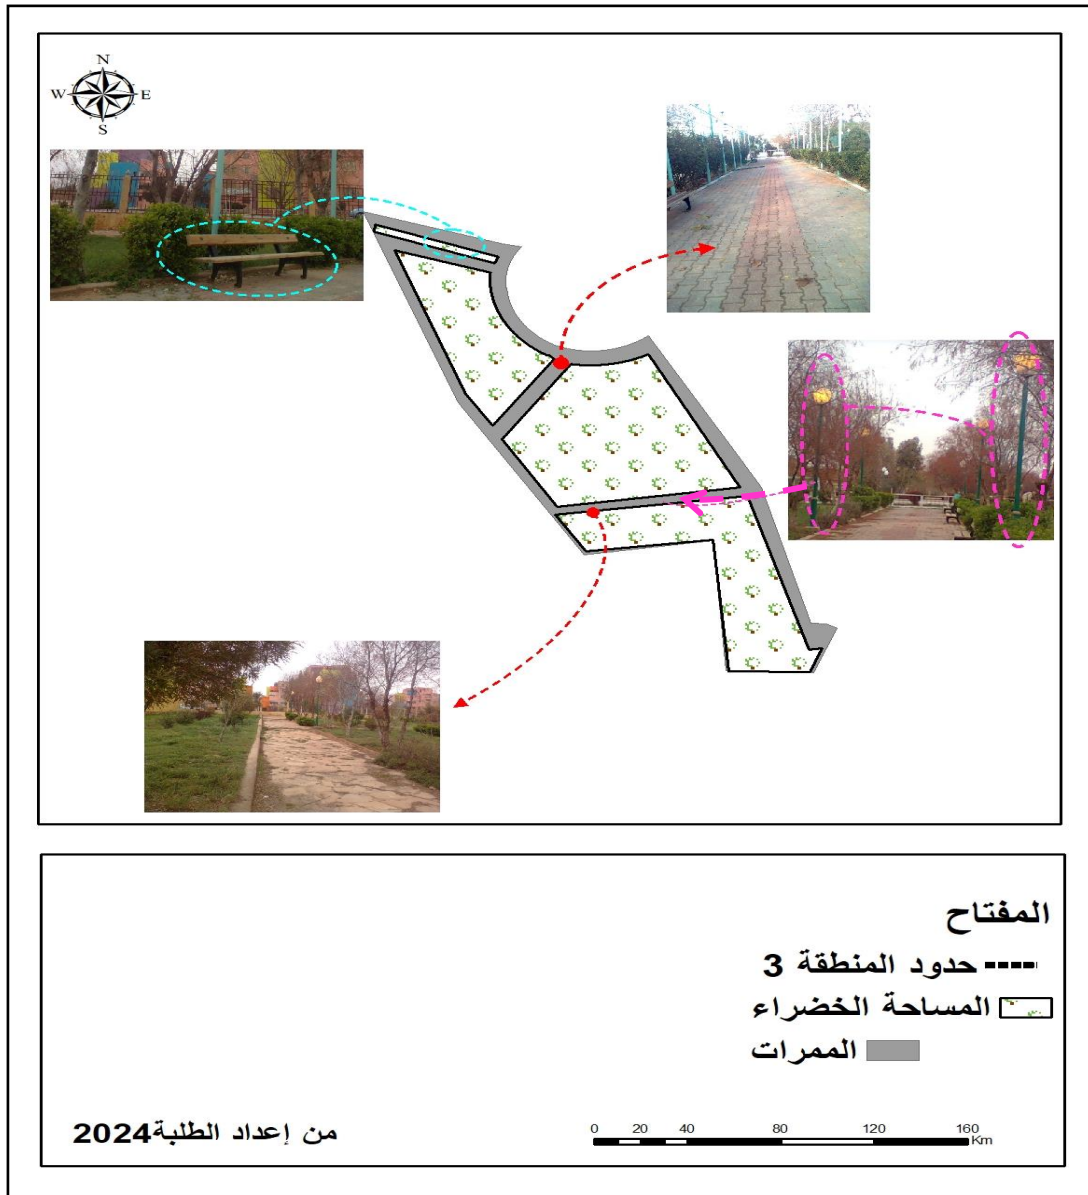 N
W E
S
المفتاح
حدود المنطقة 3
المساحة الخضراء
الممرات
من إعداد الطلبة2024
0 20 40 80 120 160
Km